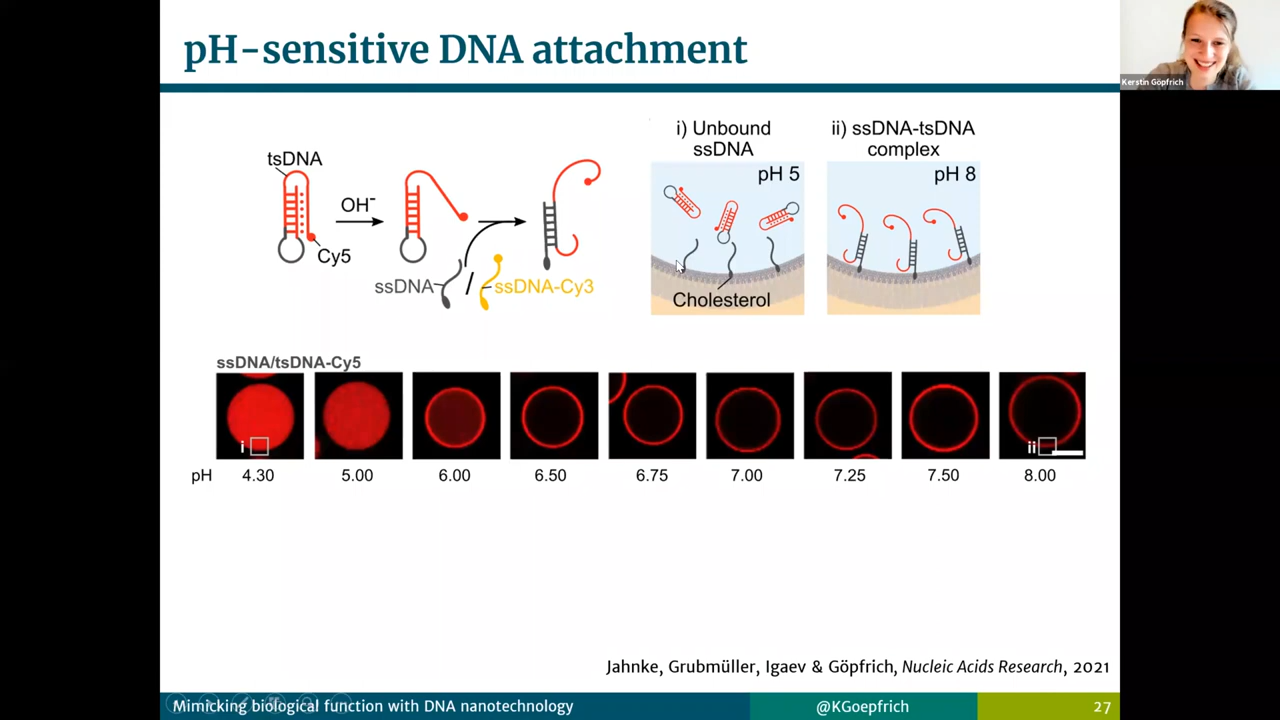 pH-sensitive DNA attachment
Kerstin Göpfrich
tsDNA
OH⁻
Cy5
ssDNA
/
ssDNA-Cy3
i) Unbound
ssDNA
pH 5
Cholesterol
ii) ssDNA-tsDNA
complex
pH 8
ssDNA/tsDNA-Cy5
i
ii
pH 4.30 5.00 6.00 6.50 6.75 7.00 7.25 7.50 8.00
Jahnke, Grubmüller, Igaev & Göpfrich, Nucleic Acids Research, 2021
Mimicking biological function with DNA nanotechnology
@KGoepfrich
27